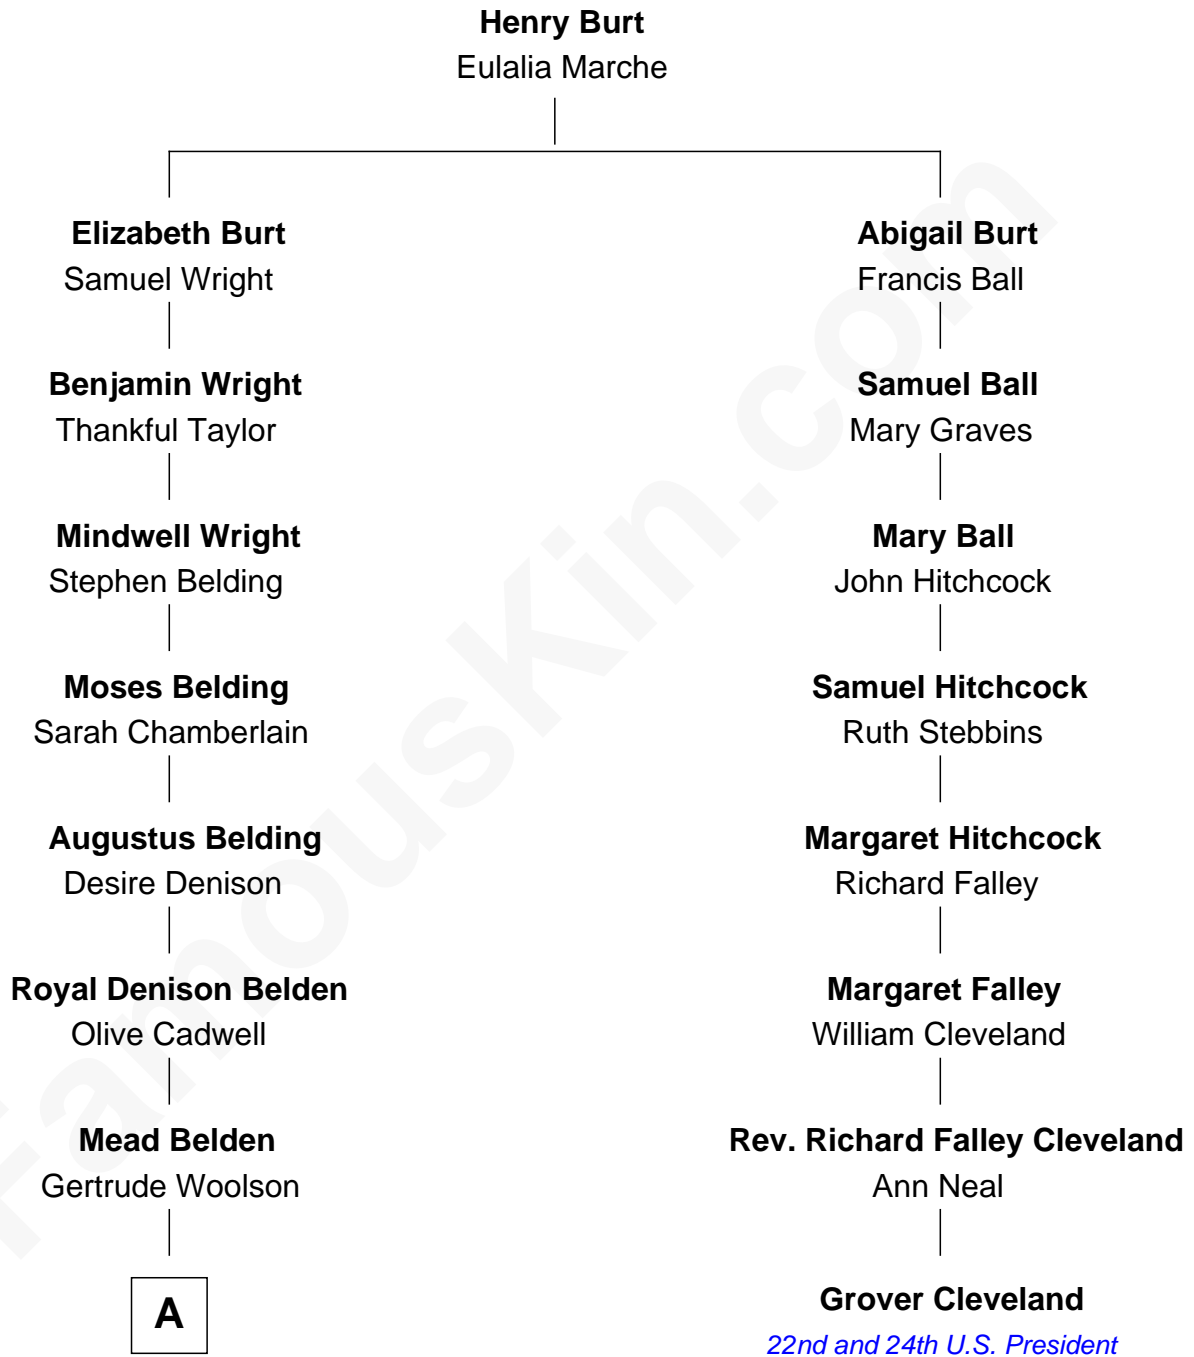 Henry Burt
Eulalia Marche
Elizabeth Burt
Samuel Wright
Abigail Burt
Francis Ball
Benjamin Wright
Thankful Taylor
Samuel Ball
Mary Graves
Mindwell Wright
Stephen Belding
Mary Ball
John Hitchcock
Moses Belding
Sarah Chamberlain
Samuel Hitchcock
Ruth Stebbins
Augustus Belding
Desire Denison
Margaret Hitchcock
Richard Falley
Royal Denison Belden
Olive Cadwell
Margaret Falley
William Cleveland
Mead Belden
Gertrude Woolson
Rev. Richard Falley Cleveland
Ann Neal
A
Grover Cleveland
22nd and 24th U.S. President
FamousKin.com